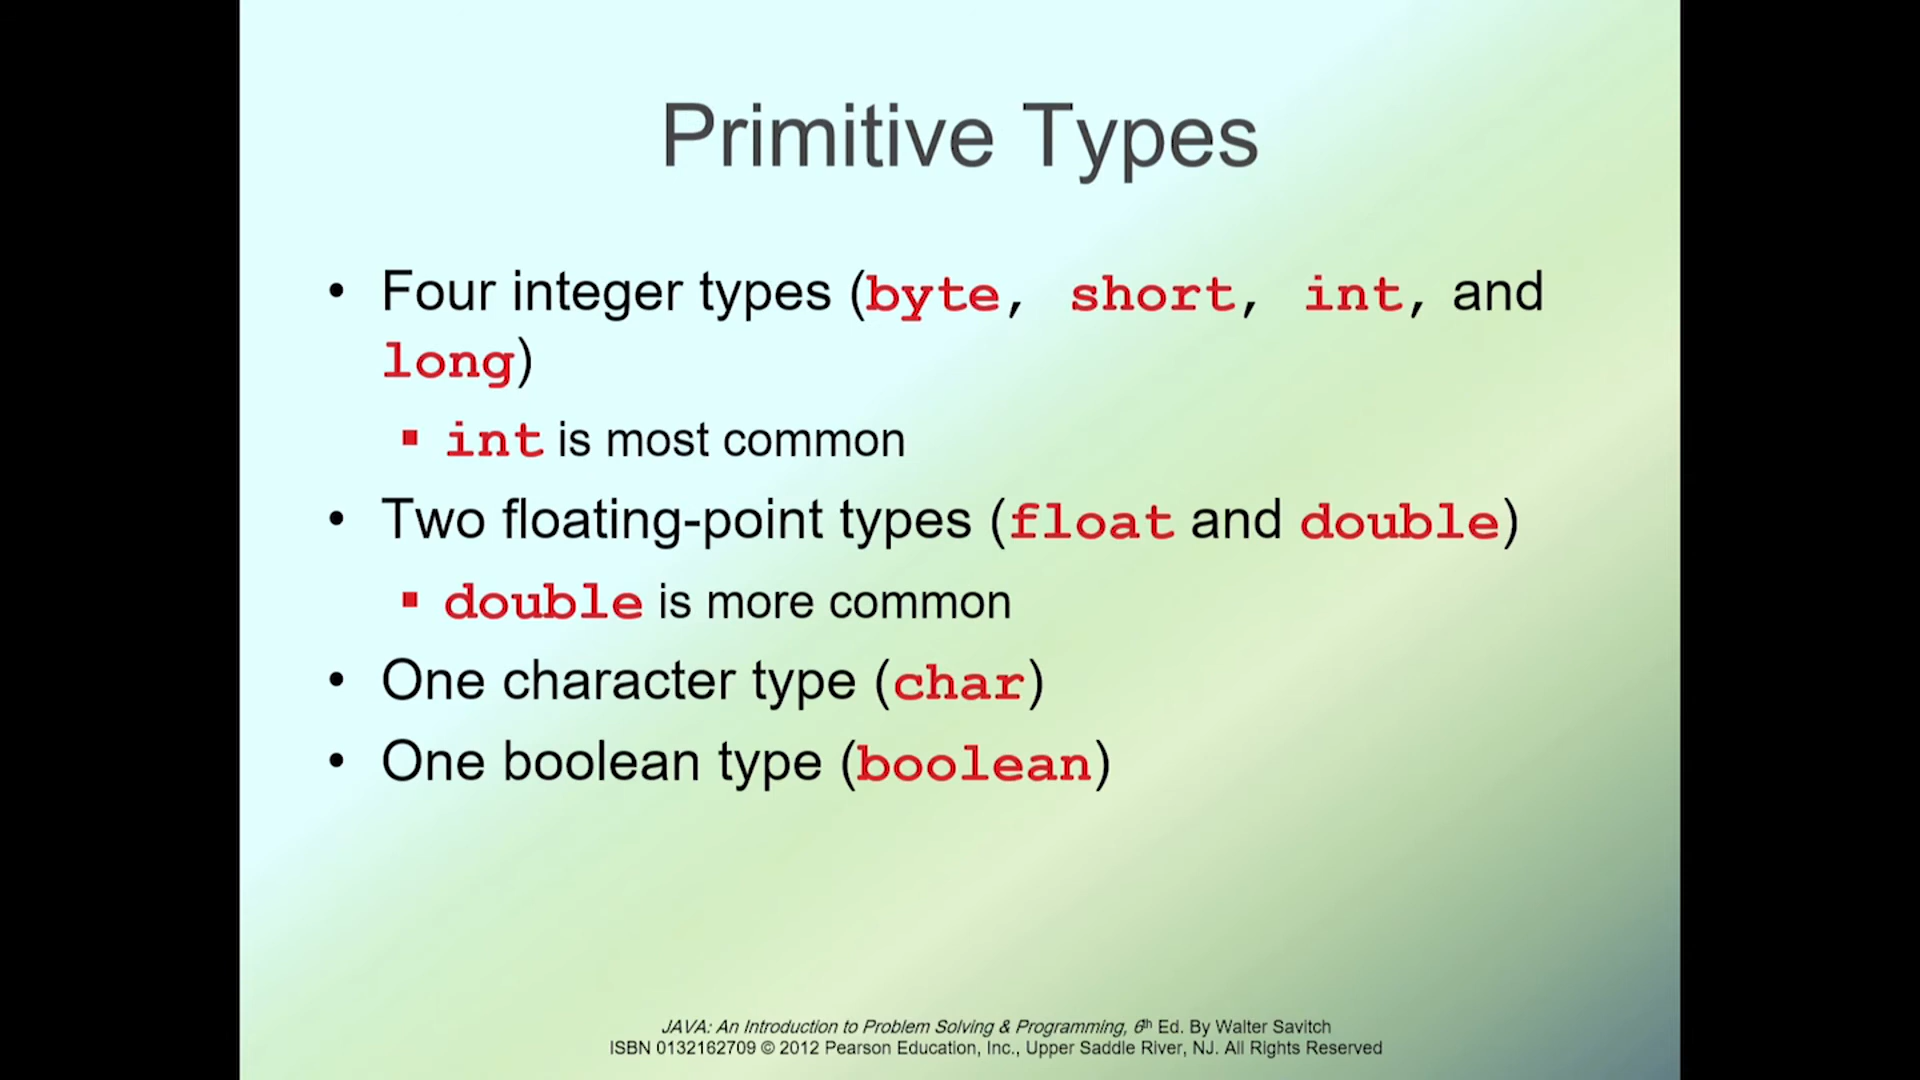 Primitive Types
• Four integer types (byte, short, int, and
long)
▪ int is most common
• Two floating-point types (float and double)
▪ double is more common
• One character type (char)
• One boolean type (boolean)
JAVA: An Introduction to Problem Solving & Programming, 6th Ed. By Walter Savitch
ISBN 0132162709 © 2012 Pearson Education, Inc., Upper Saddle River, NJ. All Rights Reserved